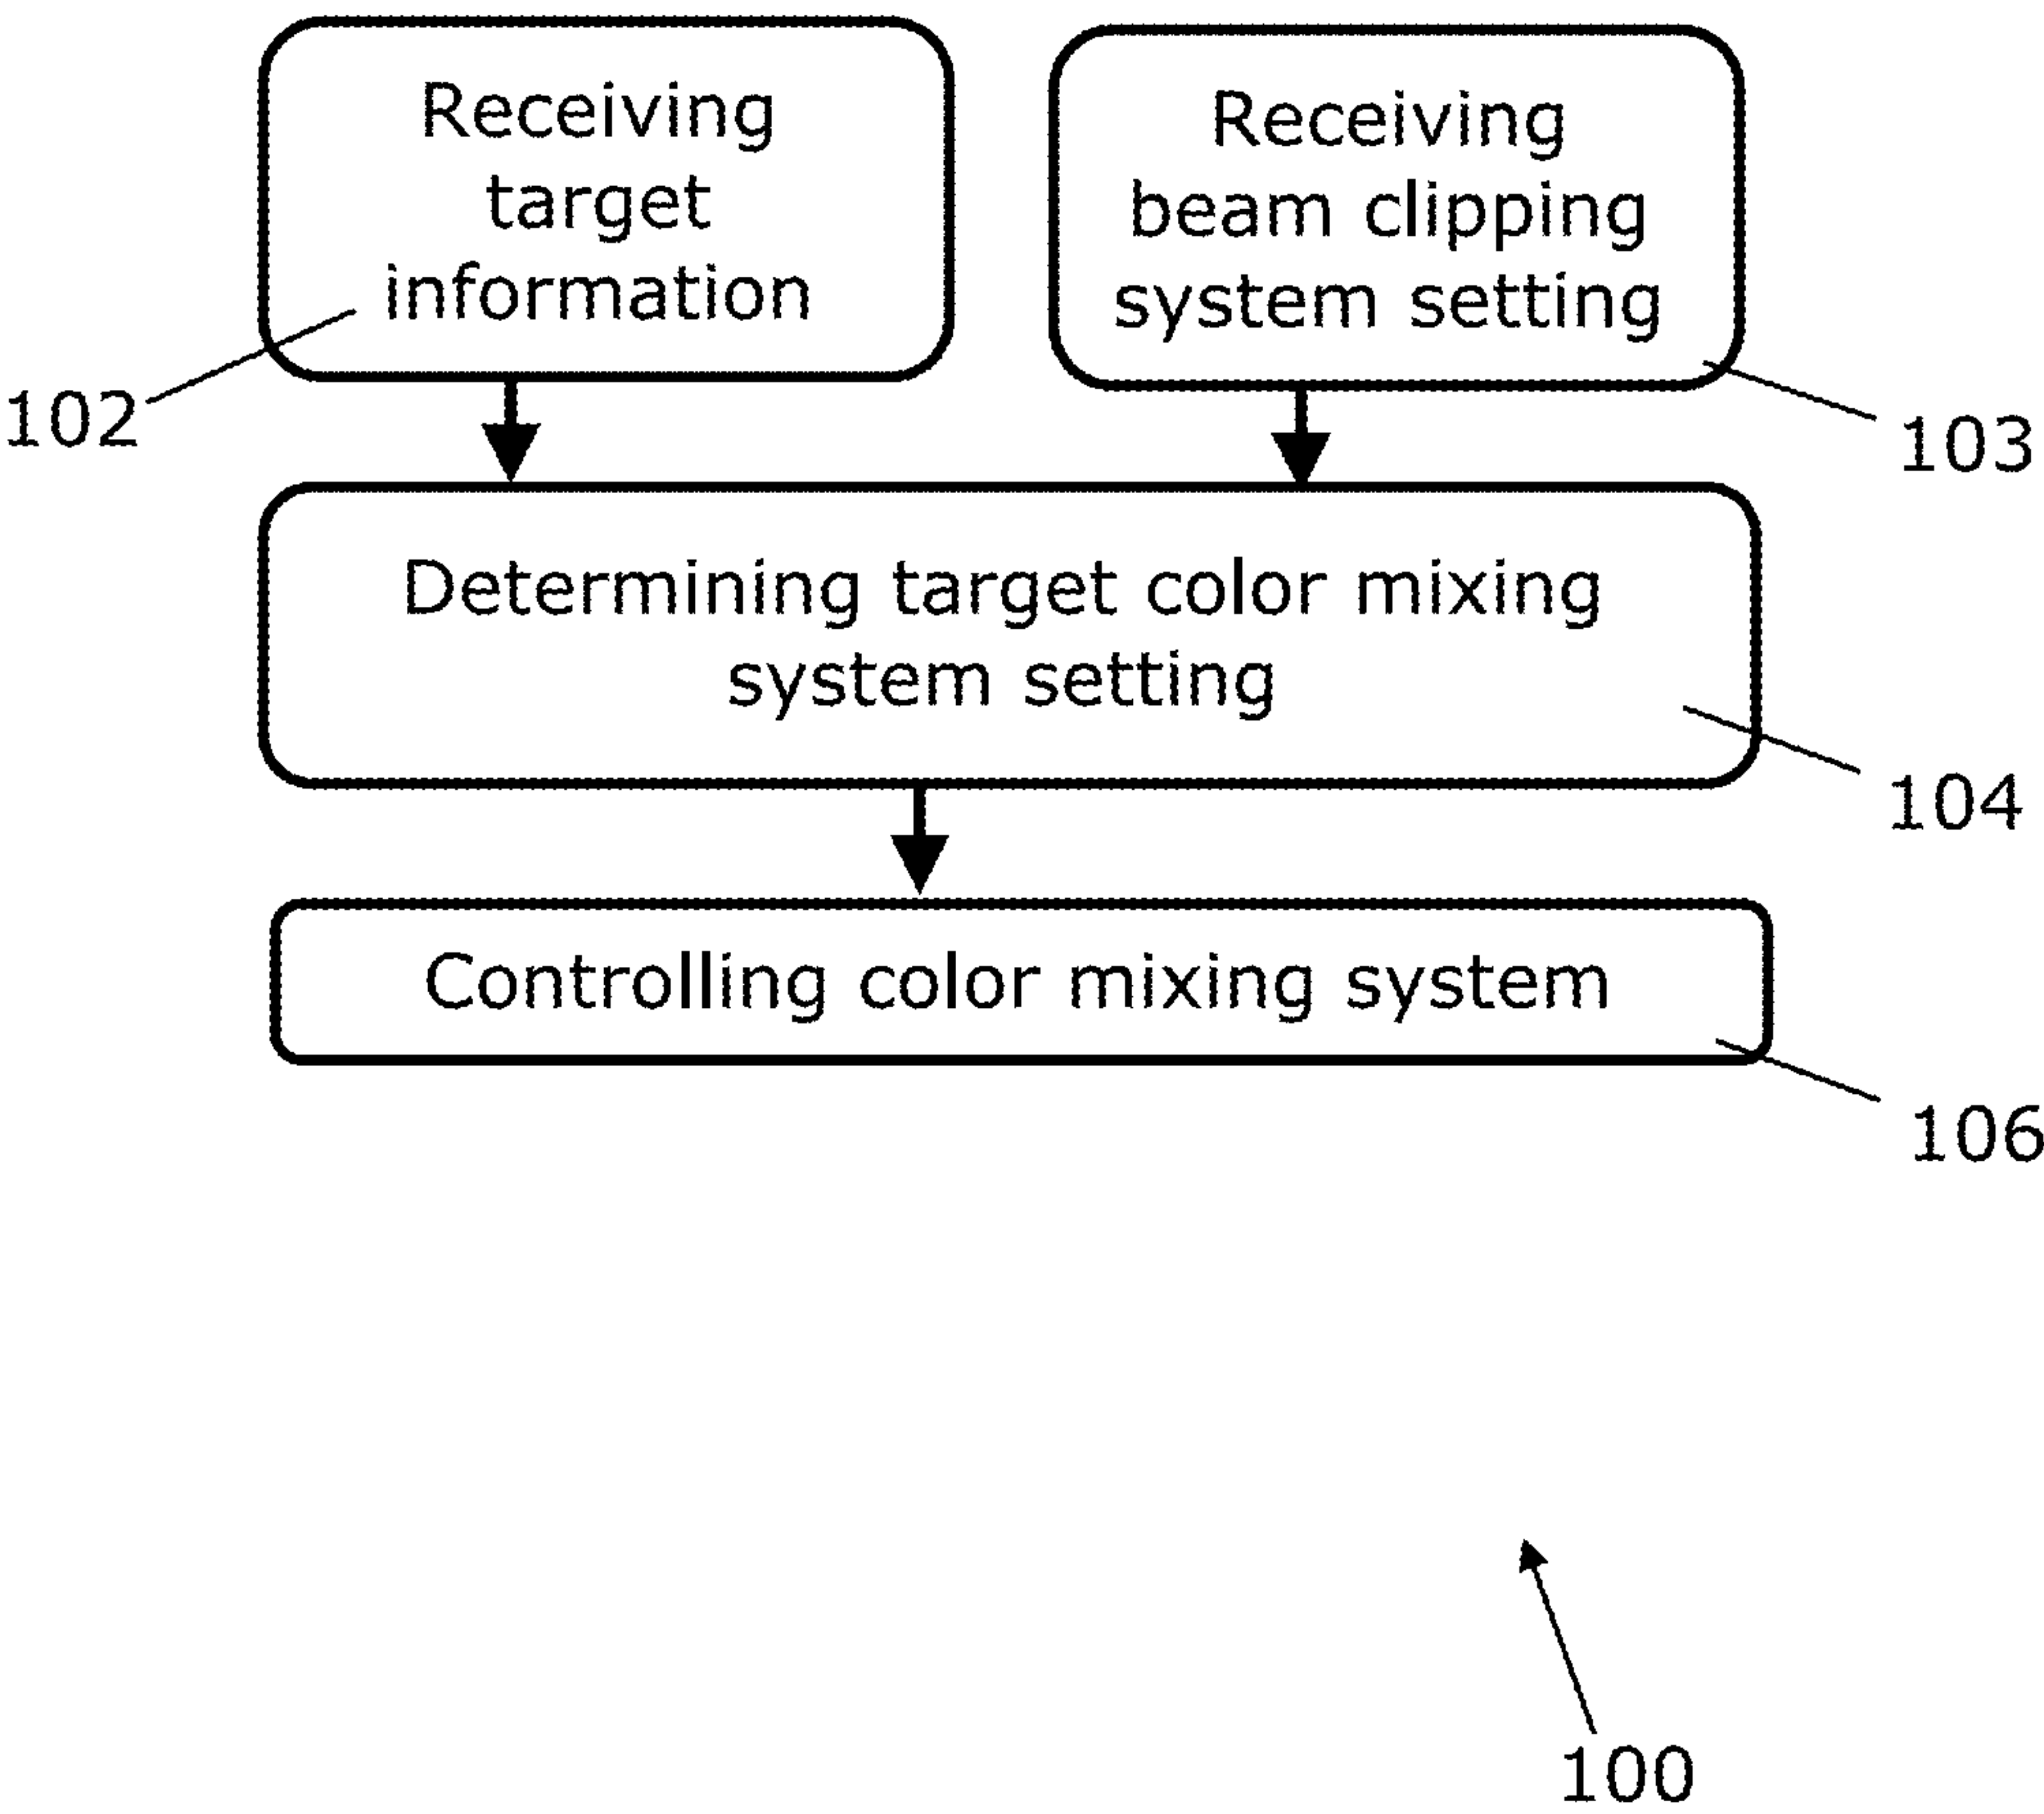 Receiving
target
information
102
Receiving
beam clipping
system setting
103
Determining target color mixing
system setting
104
Controlling color mixing system
106
100